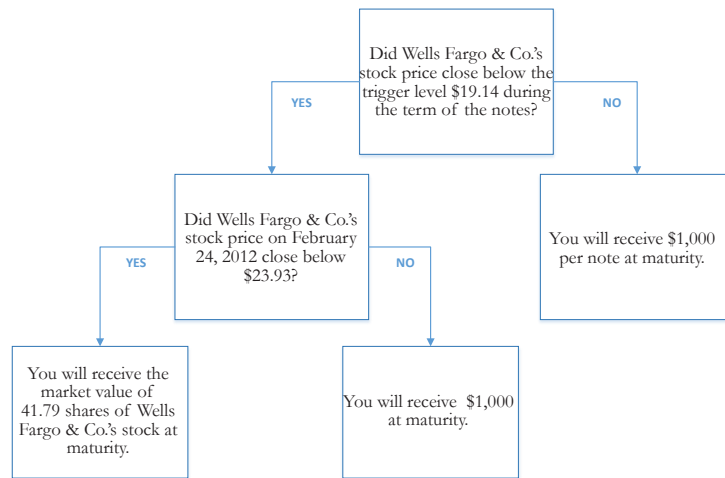 Did Wells Fargo & Co.'s
stock price close below the
trigger level $19.14 during
the term of the notes?
YES
NO
Did Wells Fargo & Co.'s
stock price on February
24, 2012 close below
$23.93?
You will receive $1,000
per note at maturity.
YES
NO
You will receive the
market value of
41.79 shares of Wells
Fargo & Co.'s stock at
maturity.
You will receive $1,000
at maturity.